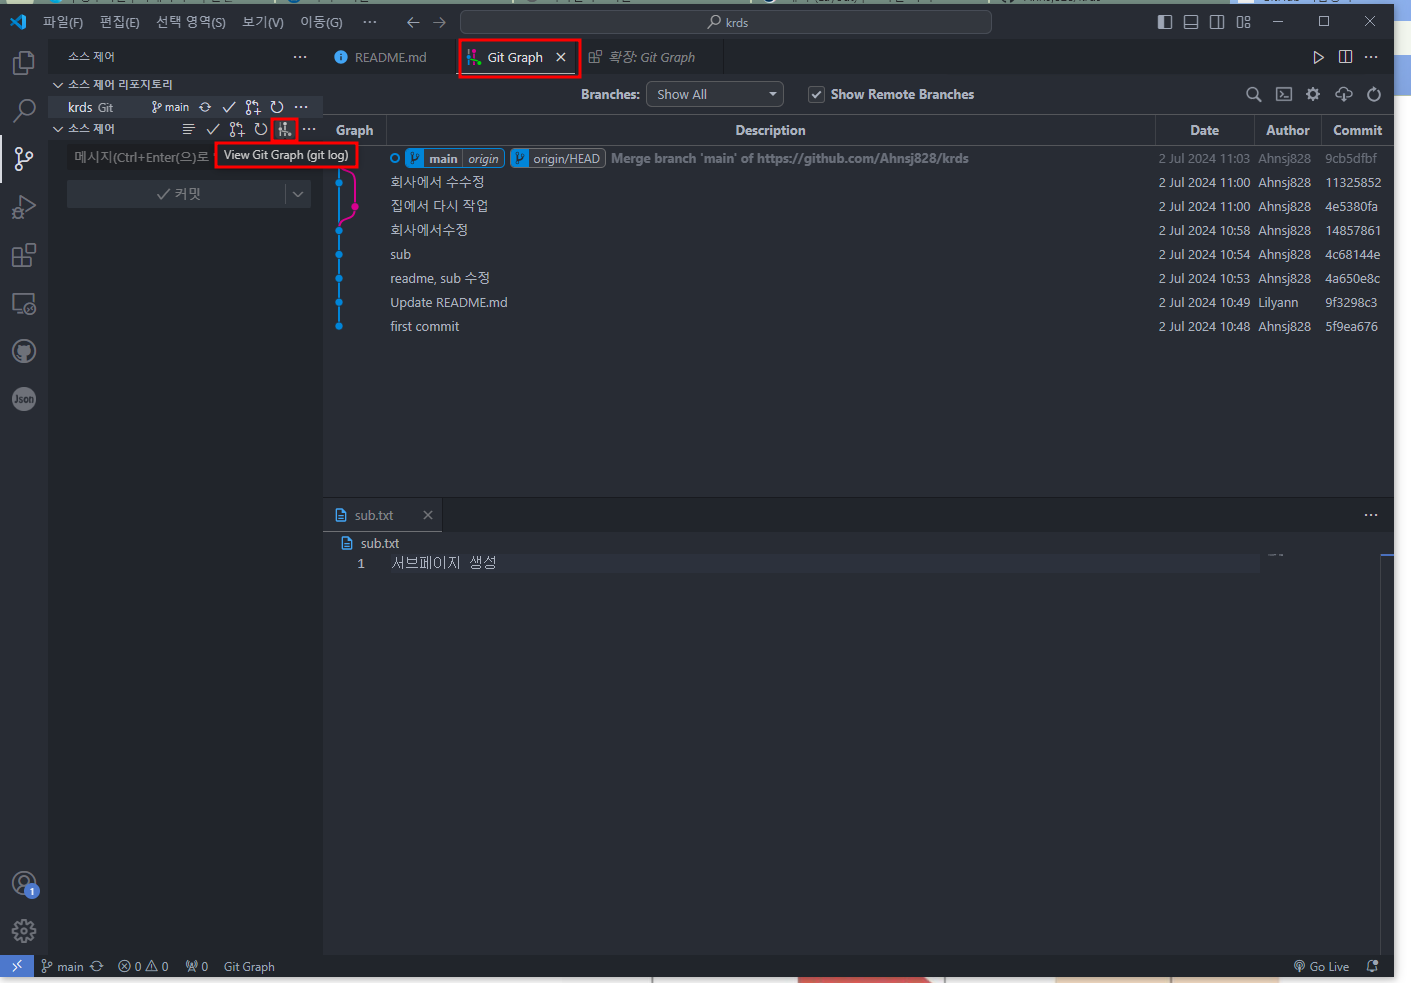 파일(F) 편집(E) 선택 영역(S) 보기(V) 이동(G) ··· krds
소스 제어 ···
README.md
Git Graph
확장: Git Graph
소스 제어 리포지토리
krds Git main ···
소스 제어 ···
메시지(Ctrl+Enter(으)로
View Git Graph (git log)
커밋
Branches: Show All Show Remote Branches
Graph Description Date Author Commit
main origin origin/HEAD Merge branch 'main' of https://github.com/Ahnsj828/krds 2 Jul 2024 11:03 Ahnsj828 9cb5dfbf
회사에서 수수정 2 Jul 2024 11:00 Ahnsj828 11325852
집에서 다시 작업 2 Jul 2024 11:00 Ahnsj828 4e5380fa
회사에서수정 2 Jul 2024 10:58 Ahnsj828 14857861
sub 2 Jul 2024 10:54 Ahnsj828 4c68144e
readme, sub 수정 2 Jul 2024 10:53 Ahnsj828 4a650e8c
Update README.md 2 Jul 2024 10:49 Lilyann 9f3298c3
first commit 2 Jul 2024 10:48 Ahnsj828 5f9ea676
Json
sub.txt
sub.txt
1 서브페이지 생성
1
main 0 0 0 Git Graph Go Live